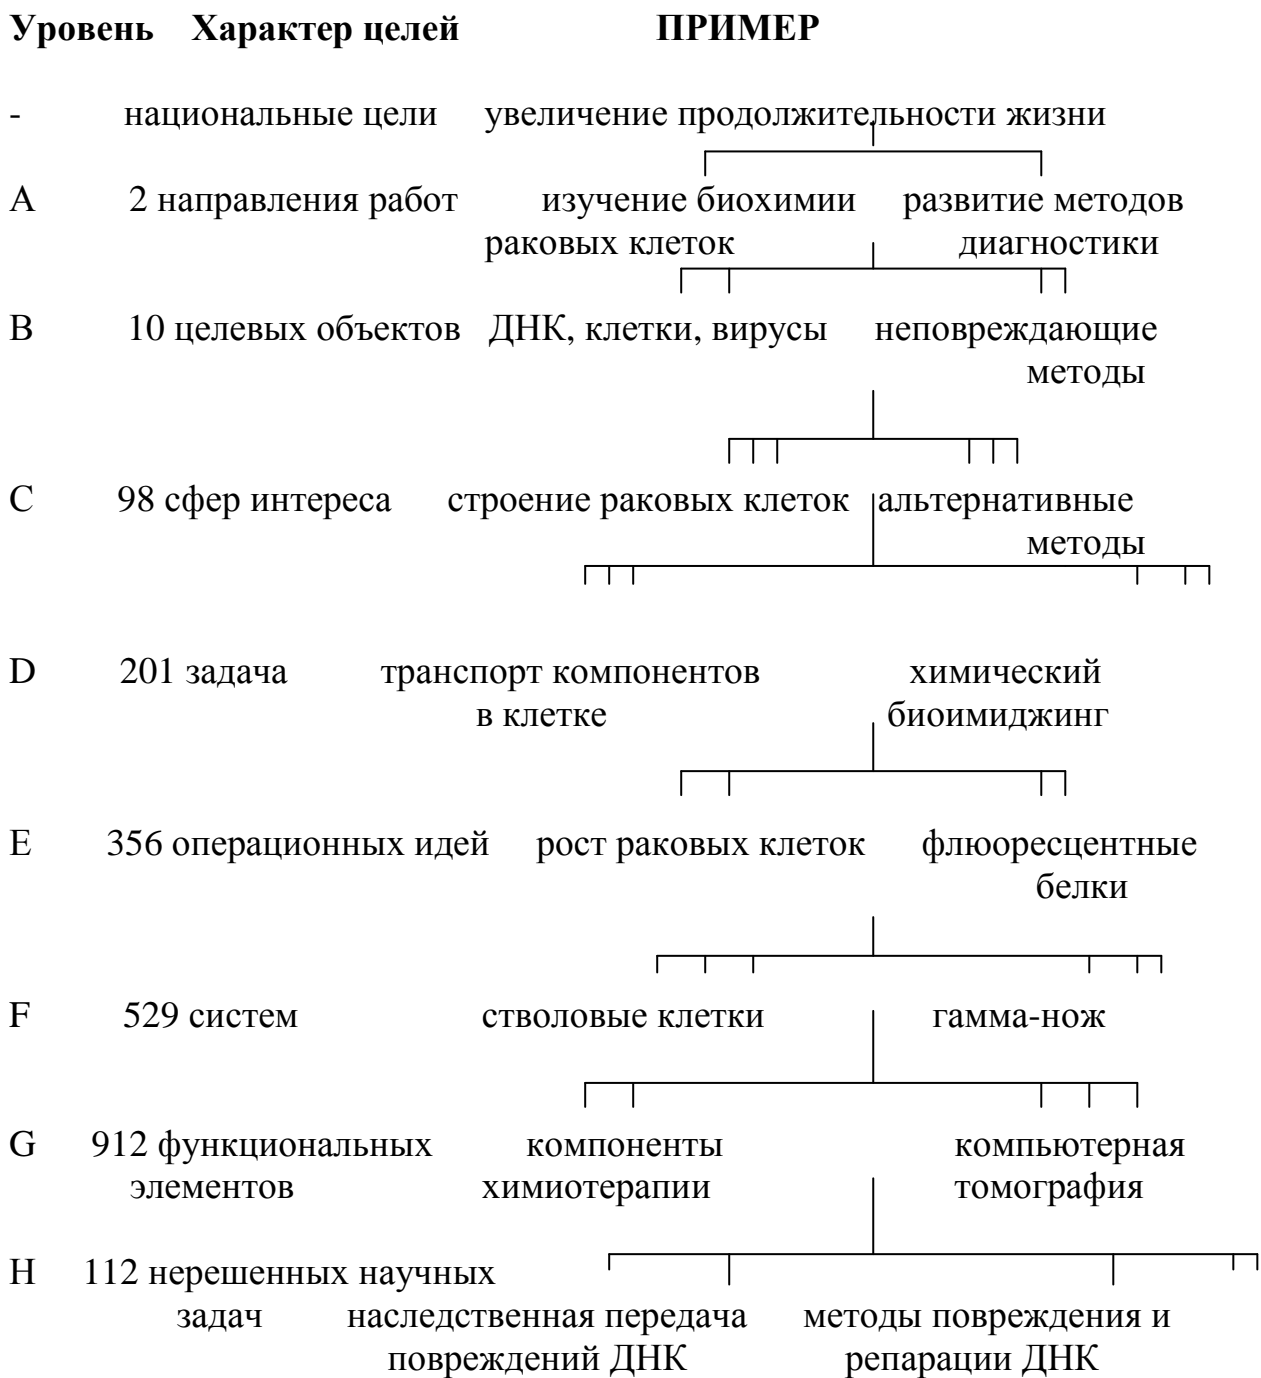 Уровень Характер целей ПРИМЕР
- национальные цели увеличение продолжительности жизни
A 2 направления работ изучение биохимии развитие методов
раковых клеток диагностики
B 10 целевых объектов ДНК, клетки, вирусы неповреждающие
методы
C 98 сфер интереса строение раковых клеток альтернативные
методы
D 201 задача транспорт компонентов химический
в клетке биоимиджинг
E 356 операционных идей рост раковых клеток флюоресцентные
белки
F 529 систем стволовые клетки гамма-нож
G 912 функциональных компоненты компьютерная
элементов химиотерапии томография
H 112 нерешенных научных
задач наследственная передача методы повреждения и
повреждений ДНК репарации ДНК